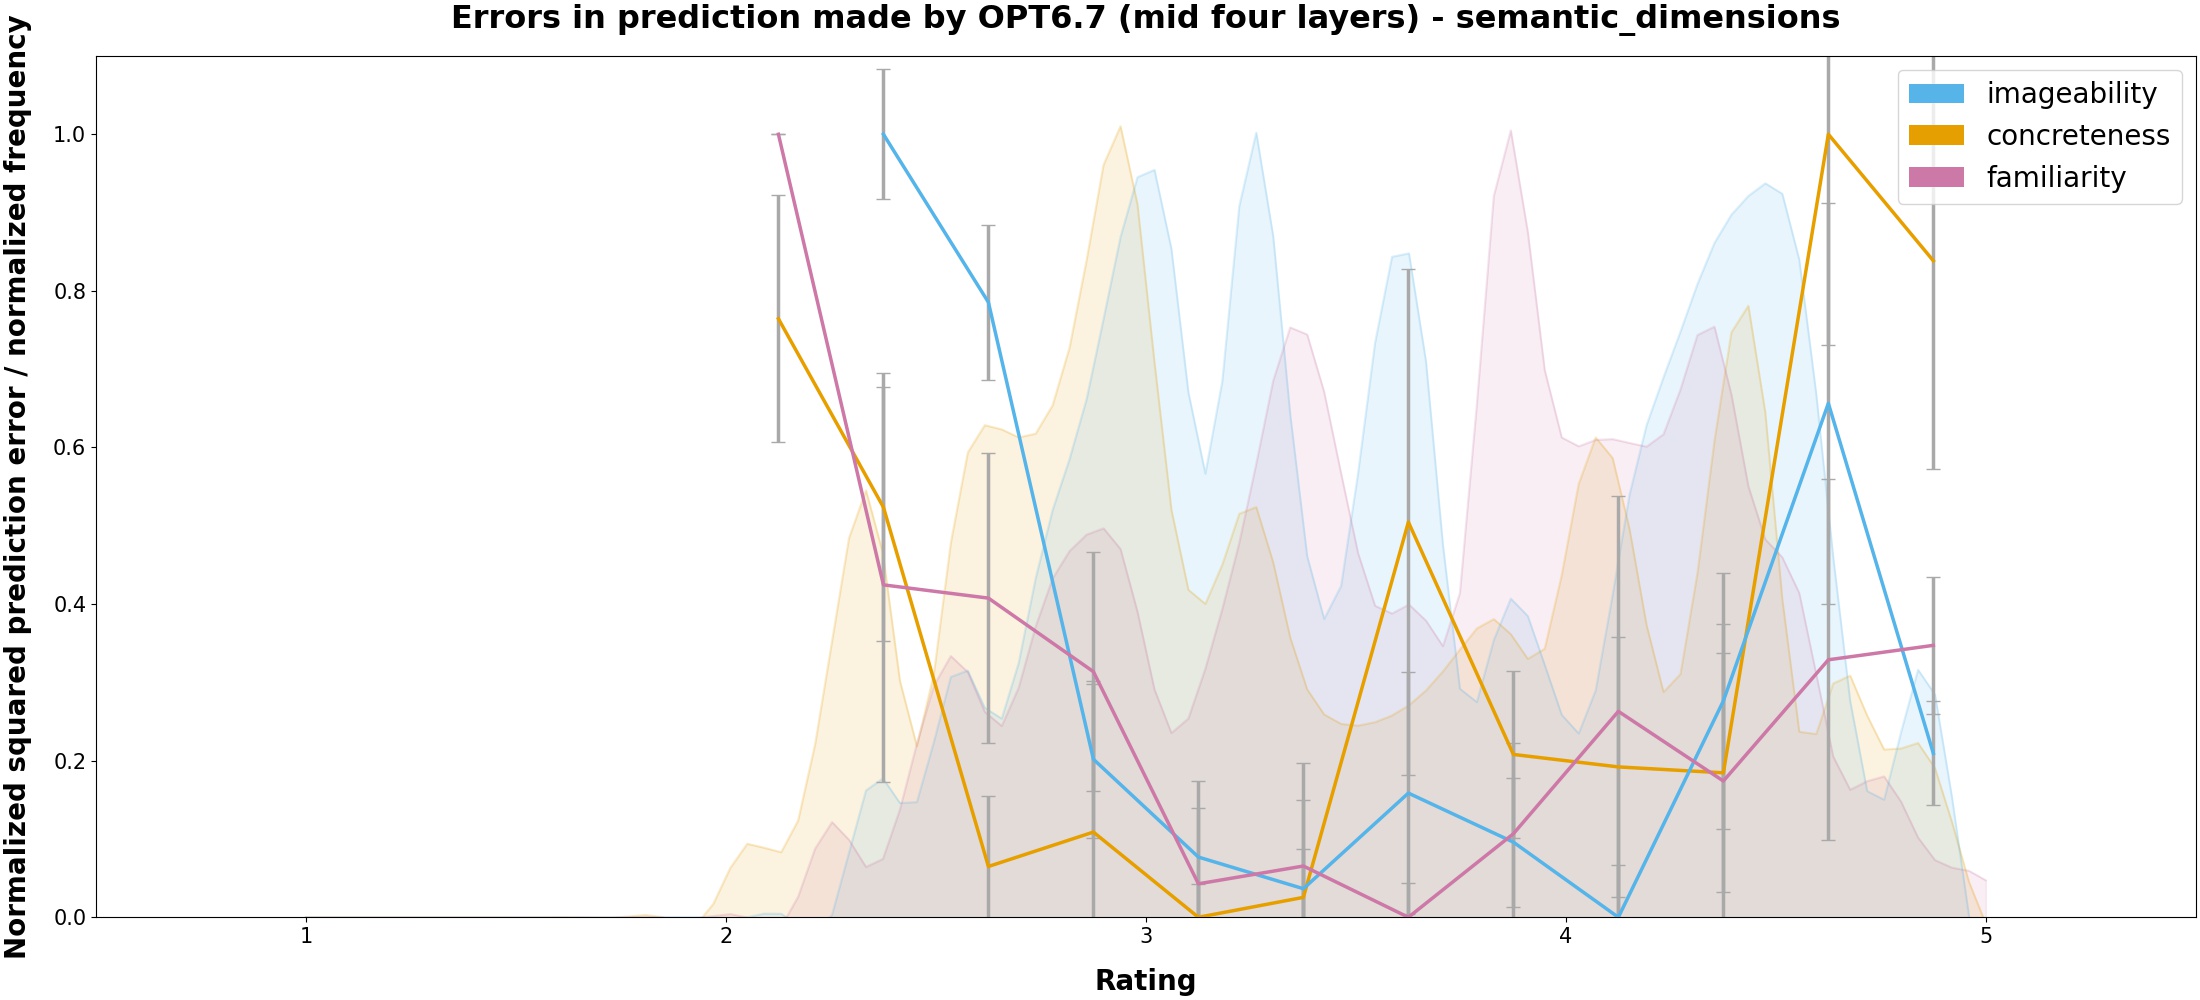 Errors in prediction made by OPT6.7 (mid four layers) - semantic_dimensions
Normalized squared prediction error / normalized frequency
1.0
0.8
0.6
0.4
0.2
0.0
imageability
concreteness
familiarity
1 2 3 4 5
Rating